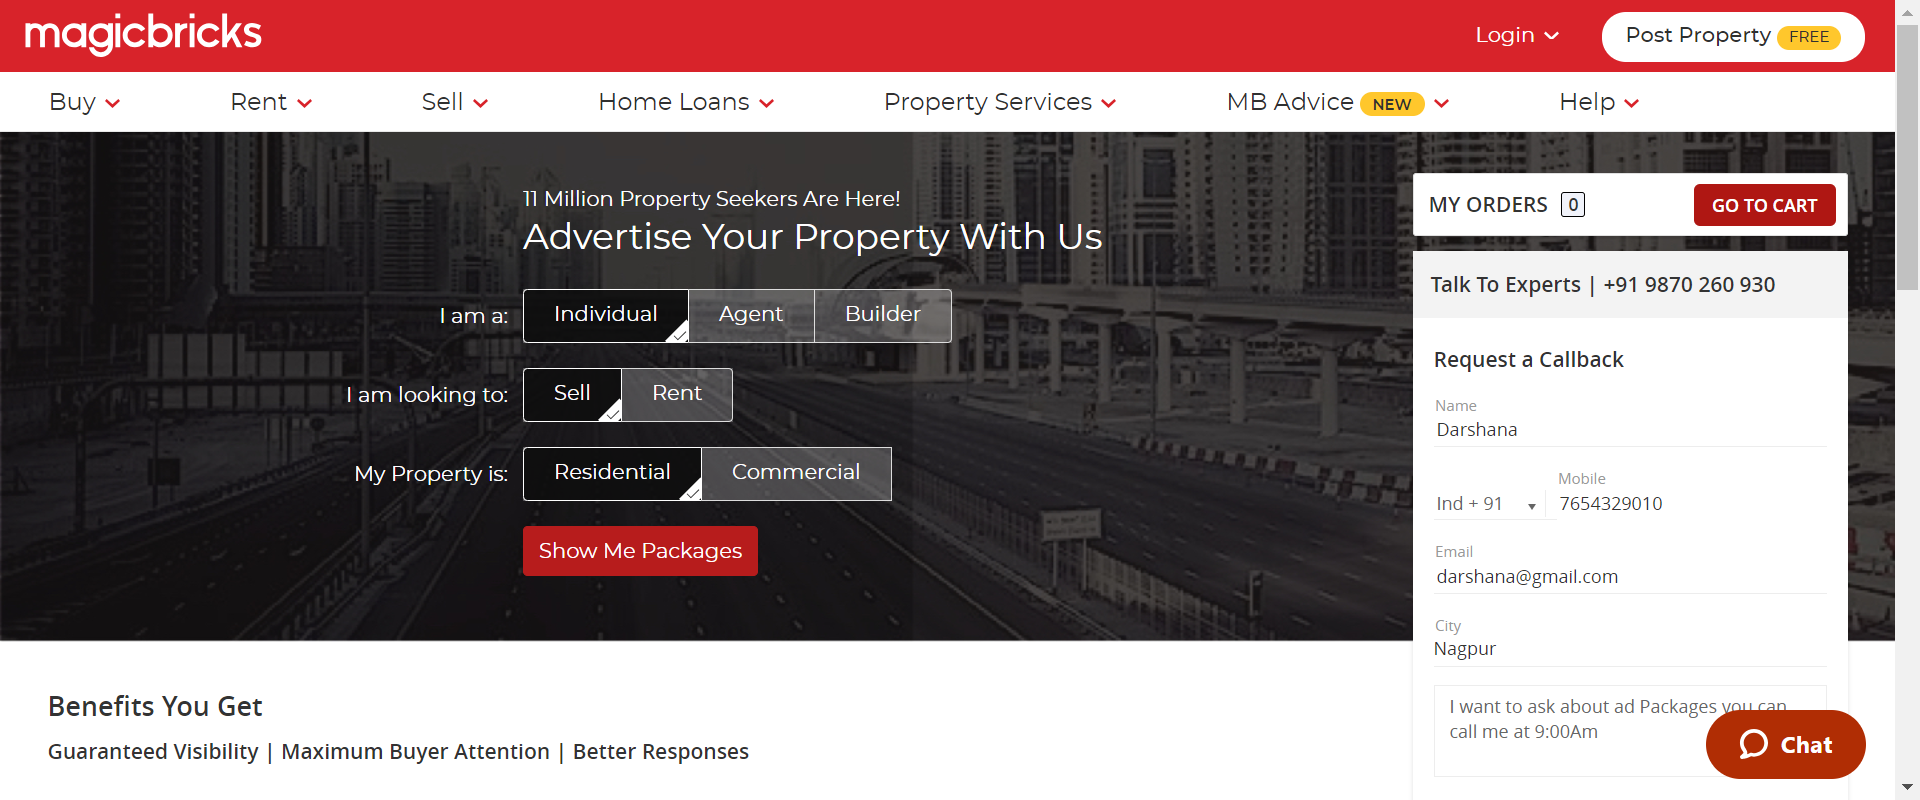 magicbricks
Login
Post Property FREE
Buy
Rent
Sell
Home Loans
Property Services
MB Advice NEW
Help
11 Million Property Seekers Are Here!
Advertise Your Property With Us
I am a: Individual Agent Builder
I am looking to: Sell Rent
My Property is: Residential Commercial
Show Me Packages
MY ORDERS 0 GO TO CART
Talk To Experts | +91 9870 260 930
Request a Callback
Name
Darshana
Mobile
Ind + 91 7654329010
Email
darshana@gmail.com
City
Nagpur
I want to ask about ad Packages you can
call me at 9:00Am
Chat
Benefits You Get
Guaranteed Visibility | Maximum Buyer Attention | Better Responses